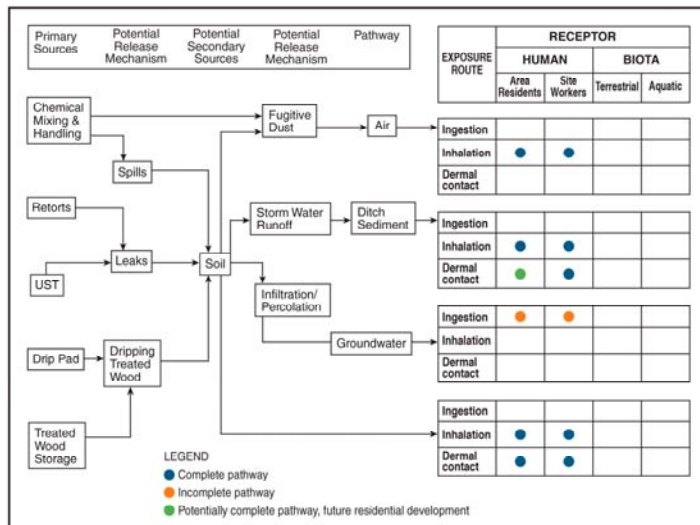 Primary
Sources
Potential
Release
Mechanism
Potential
Secondary
Sources
Potential
Release
Mechanism
Pathway
EXPOSURE
ROUTE
RECEPTOR
HUMAN
BIOTA
Area
Residents
Site
Workers
Terrestrial
Aquatic
Chemical
Mixing &
Handling
Spills
Fugitive
Dust
Air
Ingestion
Inhalation
Dermal
contact
Retorts
Leaks
UST
Soil
Storm Water
Runoff
Ditch
Sediment
Ingestion
Inhalation
Dermal
contact
Infiltration/
Percolation
Groundwater
Ingestion
Inhalation
Dermal
contact
Drip Pad
Dripping
Treated
Wood
Treated
Wood
Storage
Ingestion
Inhalation
Dermal
contact
LEGEND
Complete pathway
Incomplete pathway
Potentially complete pathway, future residential development